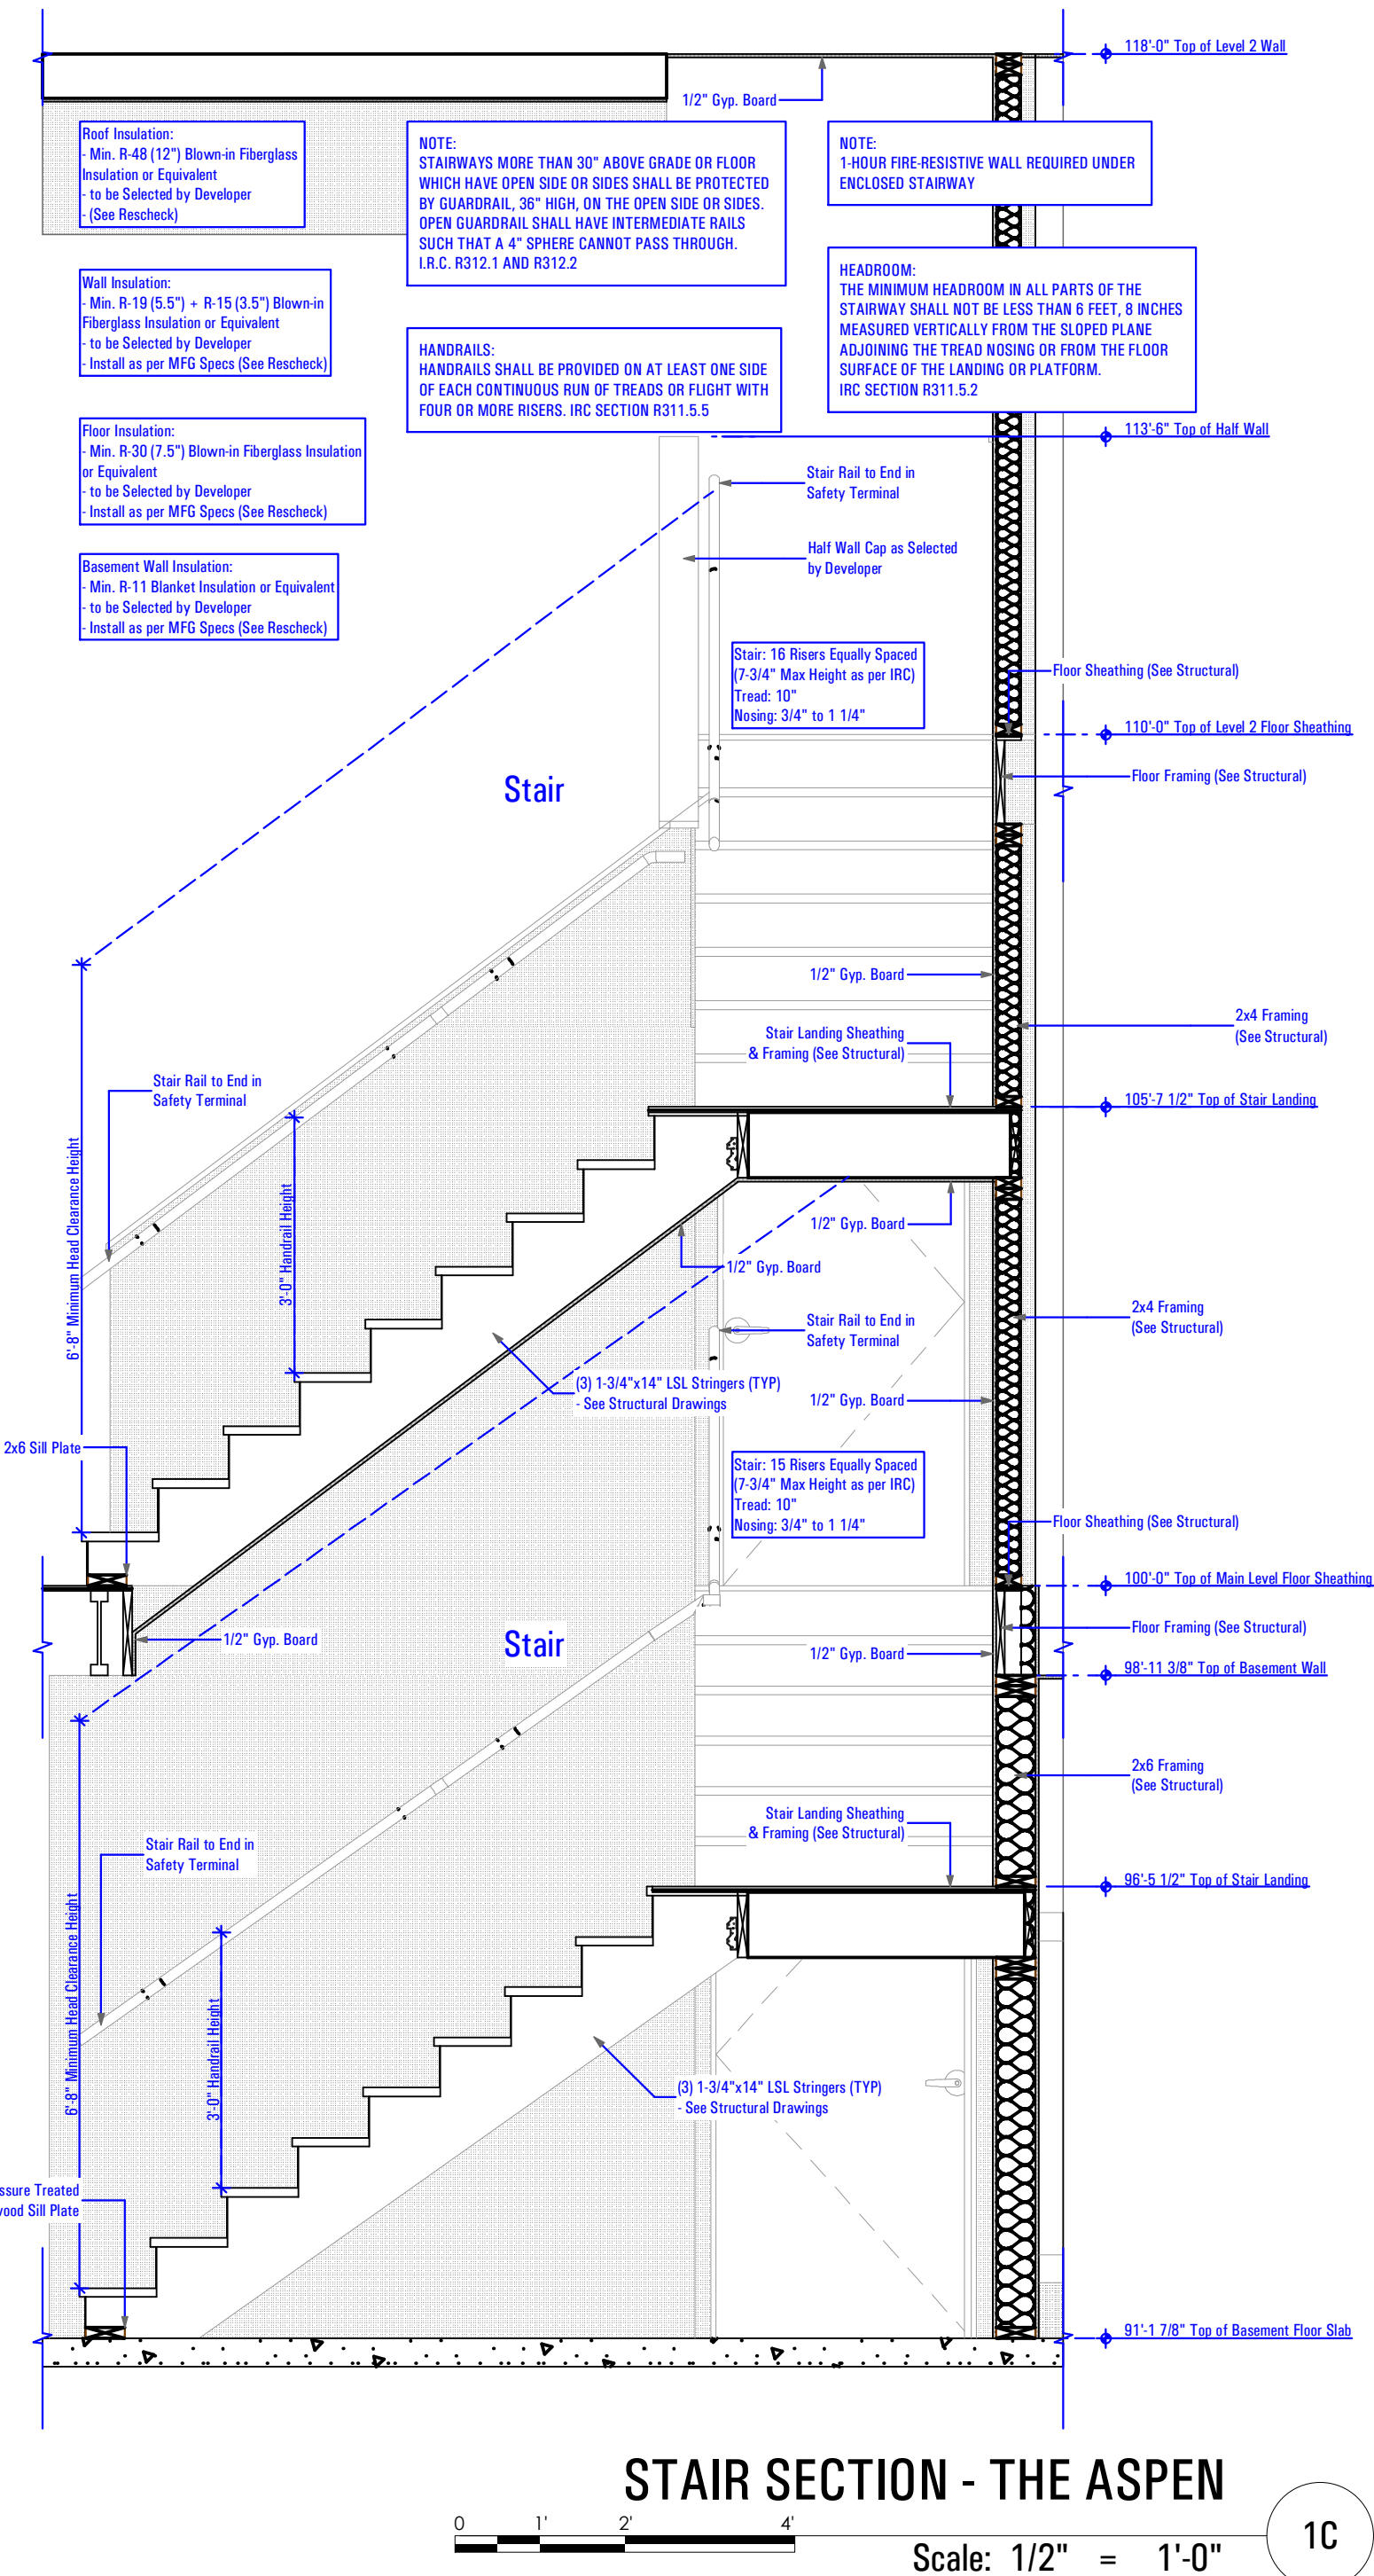 118'-0" Top of Level 2 Wall
1/2" Gyp. Board
Roof Insulation:
- Min. R-48 (12") Blown-in Fiberglass
Insulation or Equivalent
- to be Selected by Developer
- (See Rescheck)
NOTE:
STAIRWAYS MORE THAN 30" ABOVE GRADE OR FLOOR
WHICH HAVE OPEN SIDE OR SIDES SHALL BE PROTECTED
BY GUARDRAIL, 36" HIGH, ON THE OPEN SIDE OR SIDES.
OPEN GUARDRAIL SHALL HAVE INTERMEDIATE RAILS
SUCH THAT A 4" SPHERE CANNOT PASS THROUGH.
I.R.C. R312.1 AND R312.2
NOTE:
1-HOUR FIRE-RESISTIVE WALL REQUIRED UNDER
ENCLOSED STAIRWAY
Wall Insulation:
- Min. R-19 (5.5") + R-15 (3.5") Blown-in
Fiberglass Insulation or Equivalent
- to be Selected by Developer
- Install as per MFG Specs (See Rescheck)
HEADROOM:
THE MINIMUM HEADROOM IN ALL PARTS OF THE
STAIRWAY SHALL NOT BE LESS THAN 6 FEET, 8 INCHES
MEASURED VERTICALLY FROM THE SLOPED PLANE
ADJOINING THE TREAD NOSING OR FROM THE FLOOR
SURFACE OF THE LANDING OR PLATFORM.
IRC SECTION R311.5.2
HANDRAILS:
HANDRAILS SHALL BE PROVIDED ON AT LEAST ONE SIDE
OF EACH CONTINUOUS RUN OF TREADS OR FLIGHT WITH
FOUR OR MORE RISERS. IRC SECTION R311.5.5
Floor Insulation:
- Min. R-30 (7.5") Blown-in Fiberglass Insulation
or Equivalent
- to be Selected by Developer
- Install as per MFG Specs (See Rescheck)
113'-6" Top of Half Wall
Stair Rail to End in
Safety Terminal
Half Wall Cap as Selected
by Developer
Basement Wall Insulation:
- Min. R-11 Blanket Insulation or Equivalent
- to be Selected by Developer
- Install as per MFG Specs (See Rescheck)
Stair: 16 Risers Equally Spaced
(7-3/4" Max Height as per IRC)
Tread: 10"
Nosing: 3/4" to 1 1/4"
Floor Sheathing (See Structural)
110'-0" Top of Level 2 Floor Sheathing
Floor Framing (See Structural)
Stair
1/2" Gyp. Board
2x4 Framing
(See Structural)
Stair Landing Sheathing
& Framing (See Structural)
Stair Rail to End in
Safety Terminal
105'-7 1/2" Top of Stair Landing
6'-8" Minimum Head Clearance Height
3'-0" Handrail Height
1/2" Gyp. Board
1/2" Gyp. Board
2x4 Framing
(See Structural)
Stair Rail to End in
Safety Terminal
(3) 1-3/4"x14" LSL Stringers (TYP)
- See Structural Drawings
1/2" Gyp. Board
2x6 Sill Plate
Stair: 15 Risers Equally Spaced
(7-3/4" Max Height as per IRC)
Tread: 10"
Nosing: 3/4" to 1 1/4"
Floor Sheathing (See Structural)
100'-0" Top of Main Level Floor Sheathing
Floor Framing (See Structural)
1/2" Gyp. Board
Stair
1/2" Gyp. Board
98'-11 3/8" Top of Basement Wall
2x6 Framing
(See Structural)
Stair Landing Sheathing
& Framing (See Structural)
Stair Rail to End in
Safety Terminal
96'-5 1/2" Top of Stair Landing
6'-8" Minimum Head Clearance Height
3'-0" Handrail Height
(3) 1-3/4"x14" LSL Stringers (TYP)
- See Structural Drawings
ssure Treated
ood Sill Plate
91'-1 7/8" Top of Basement Floor Slab
STAIR SECTION - THE ASPEN
0 1' 2' 4'
Scale: 1/2" = 1'-0"
1C